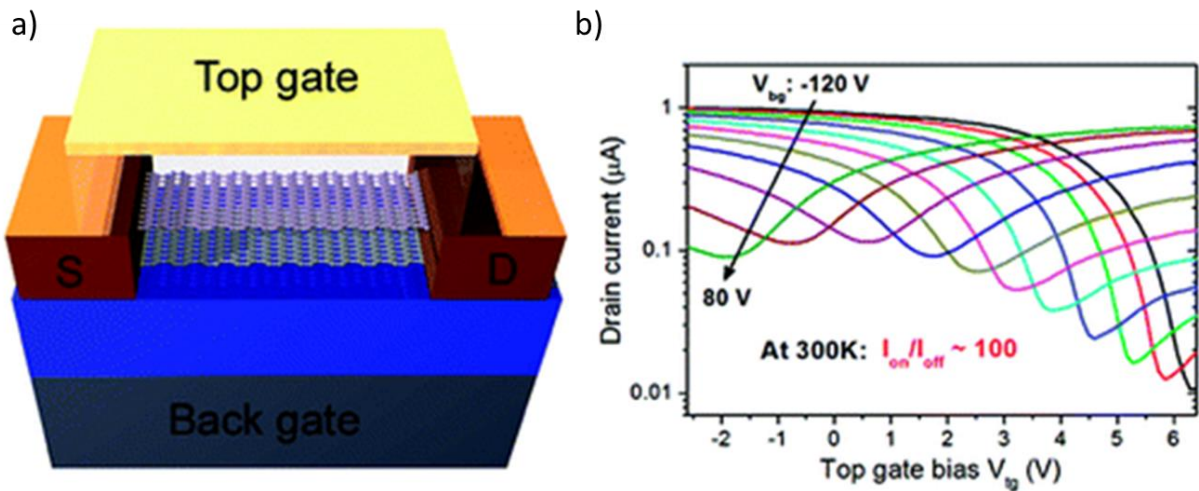 a)
Top gate
S
D
Back gate
b)
V_bg: -120 V
80 V
At 300K: I_on/I_off ~ 100
Drain current (μA)
1
0.1
0.01
-2 -1 0 1 2 3 4 5 6
Top gate bias V_tg (V)